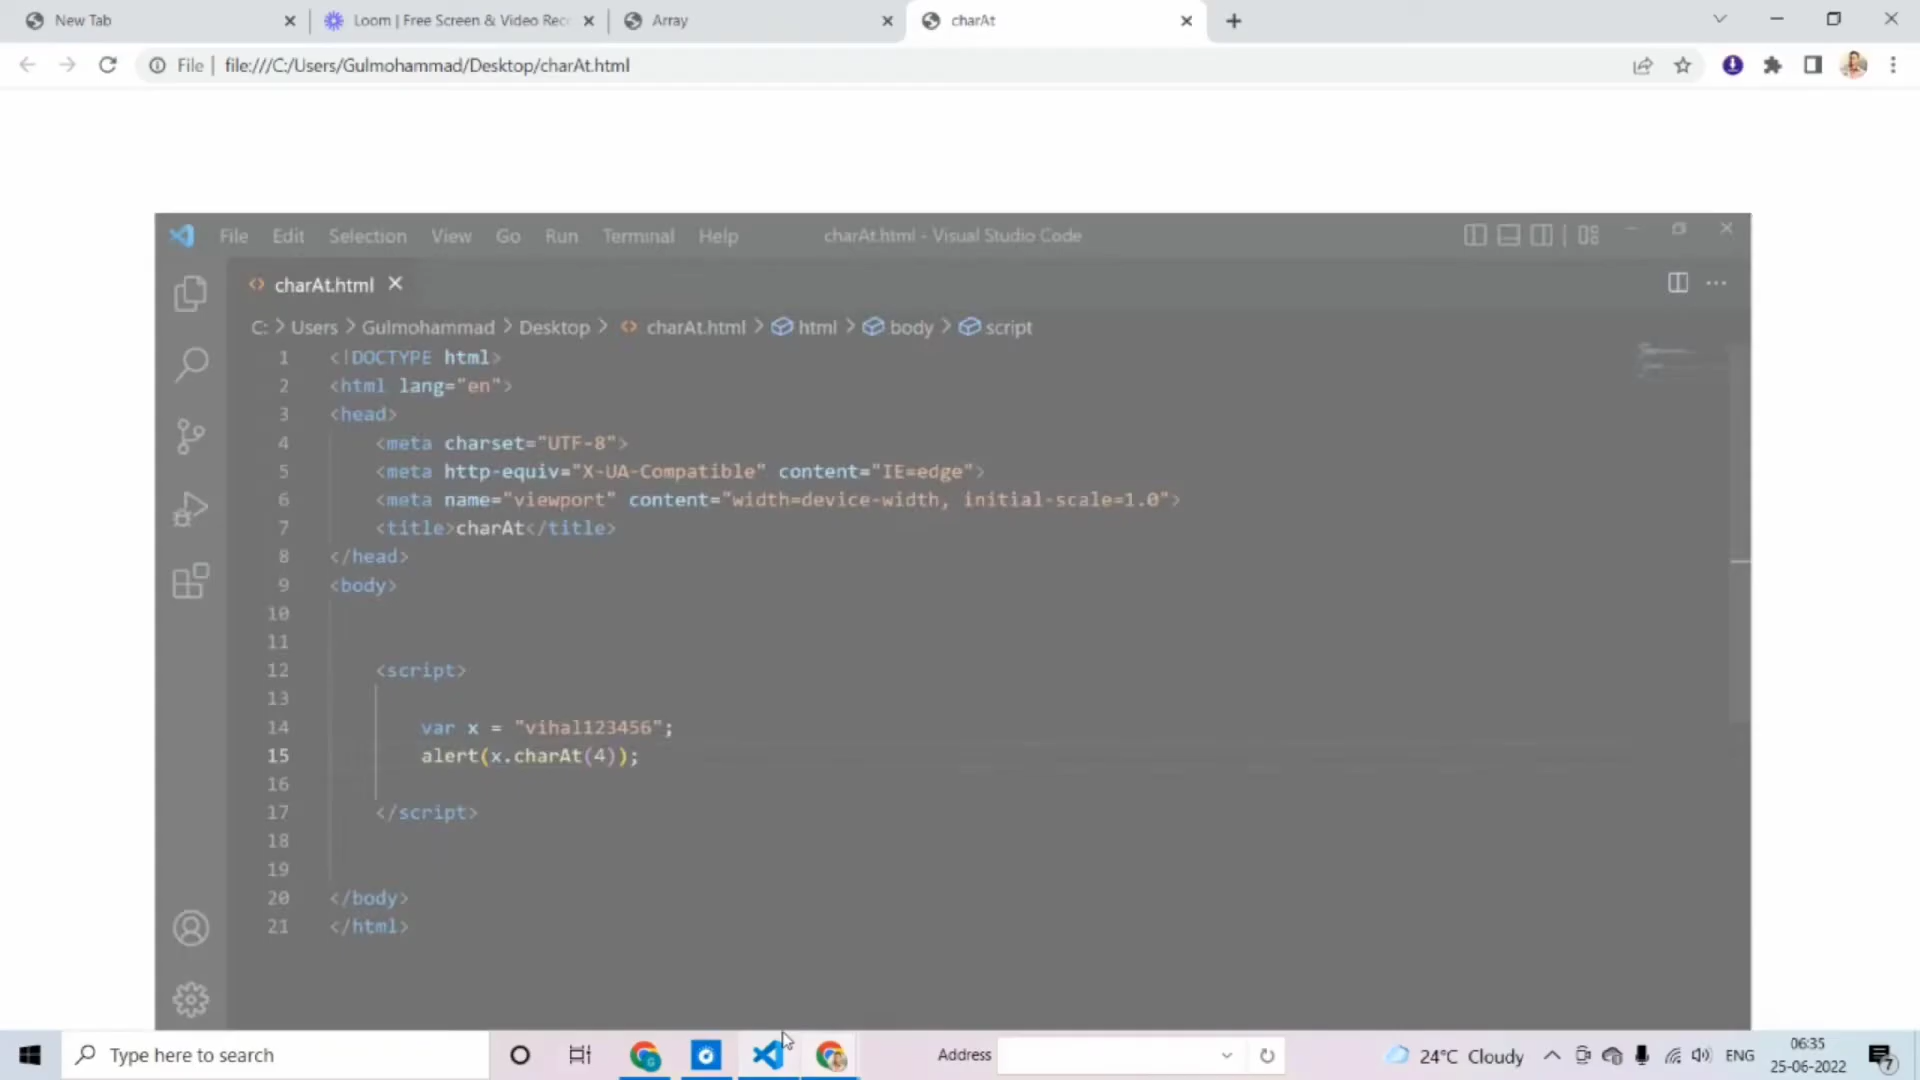 New Tab
Loom | Free Screen & Video Rec
Array
charAt
File | file:///C:/Users/Gulmohammad/Desktop/charAt.html
File Edit Selection View Go Run Terminal Help
charAt.html - Visual Studio Code
charAt.html
C: > Users > Gulmohammad > Desktop > charAt.html > html > body > script
1 <!DOCTYPE html>
2 <html lang="en">
3 <head>
4 <meta charset="UTF-8">
5 <meta http-equiv="X-UA-Compatible" content="IE=edge">
6 <meta name="viewport" content="width=device-width, initial-scale=1.0">
7 <title>charAt</title>
8 </head>
9 <body>
10
11
12 <script>
13
14 var x = "vihal123456";
15 alert(x.charAt(4));
16
17 </script>
18
19
20 </body>
21 </html>
Type here to search
Address
24°C Cloudy
ENG
06:35
25-06-2022
7